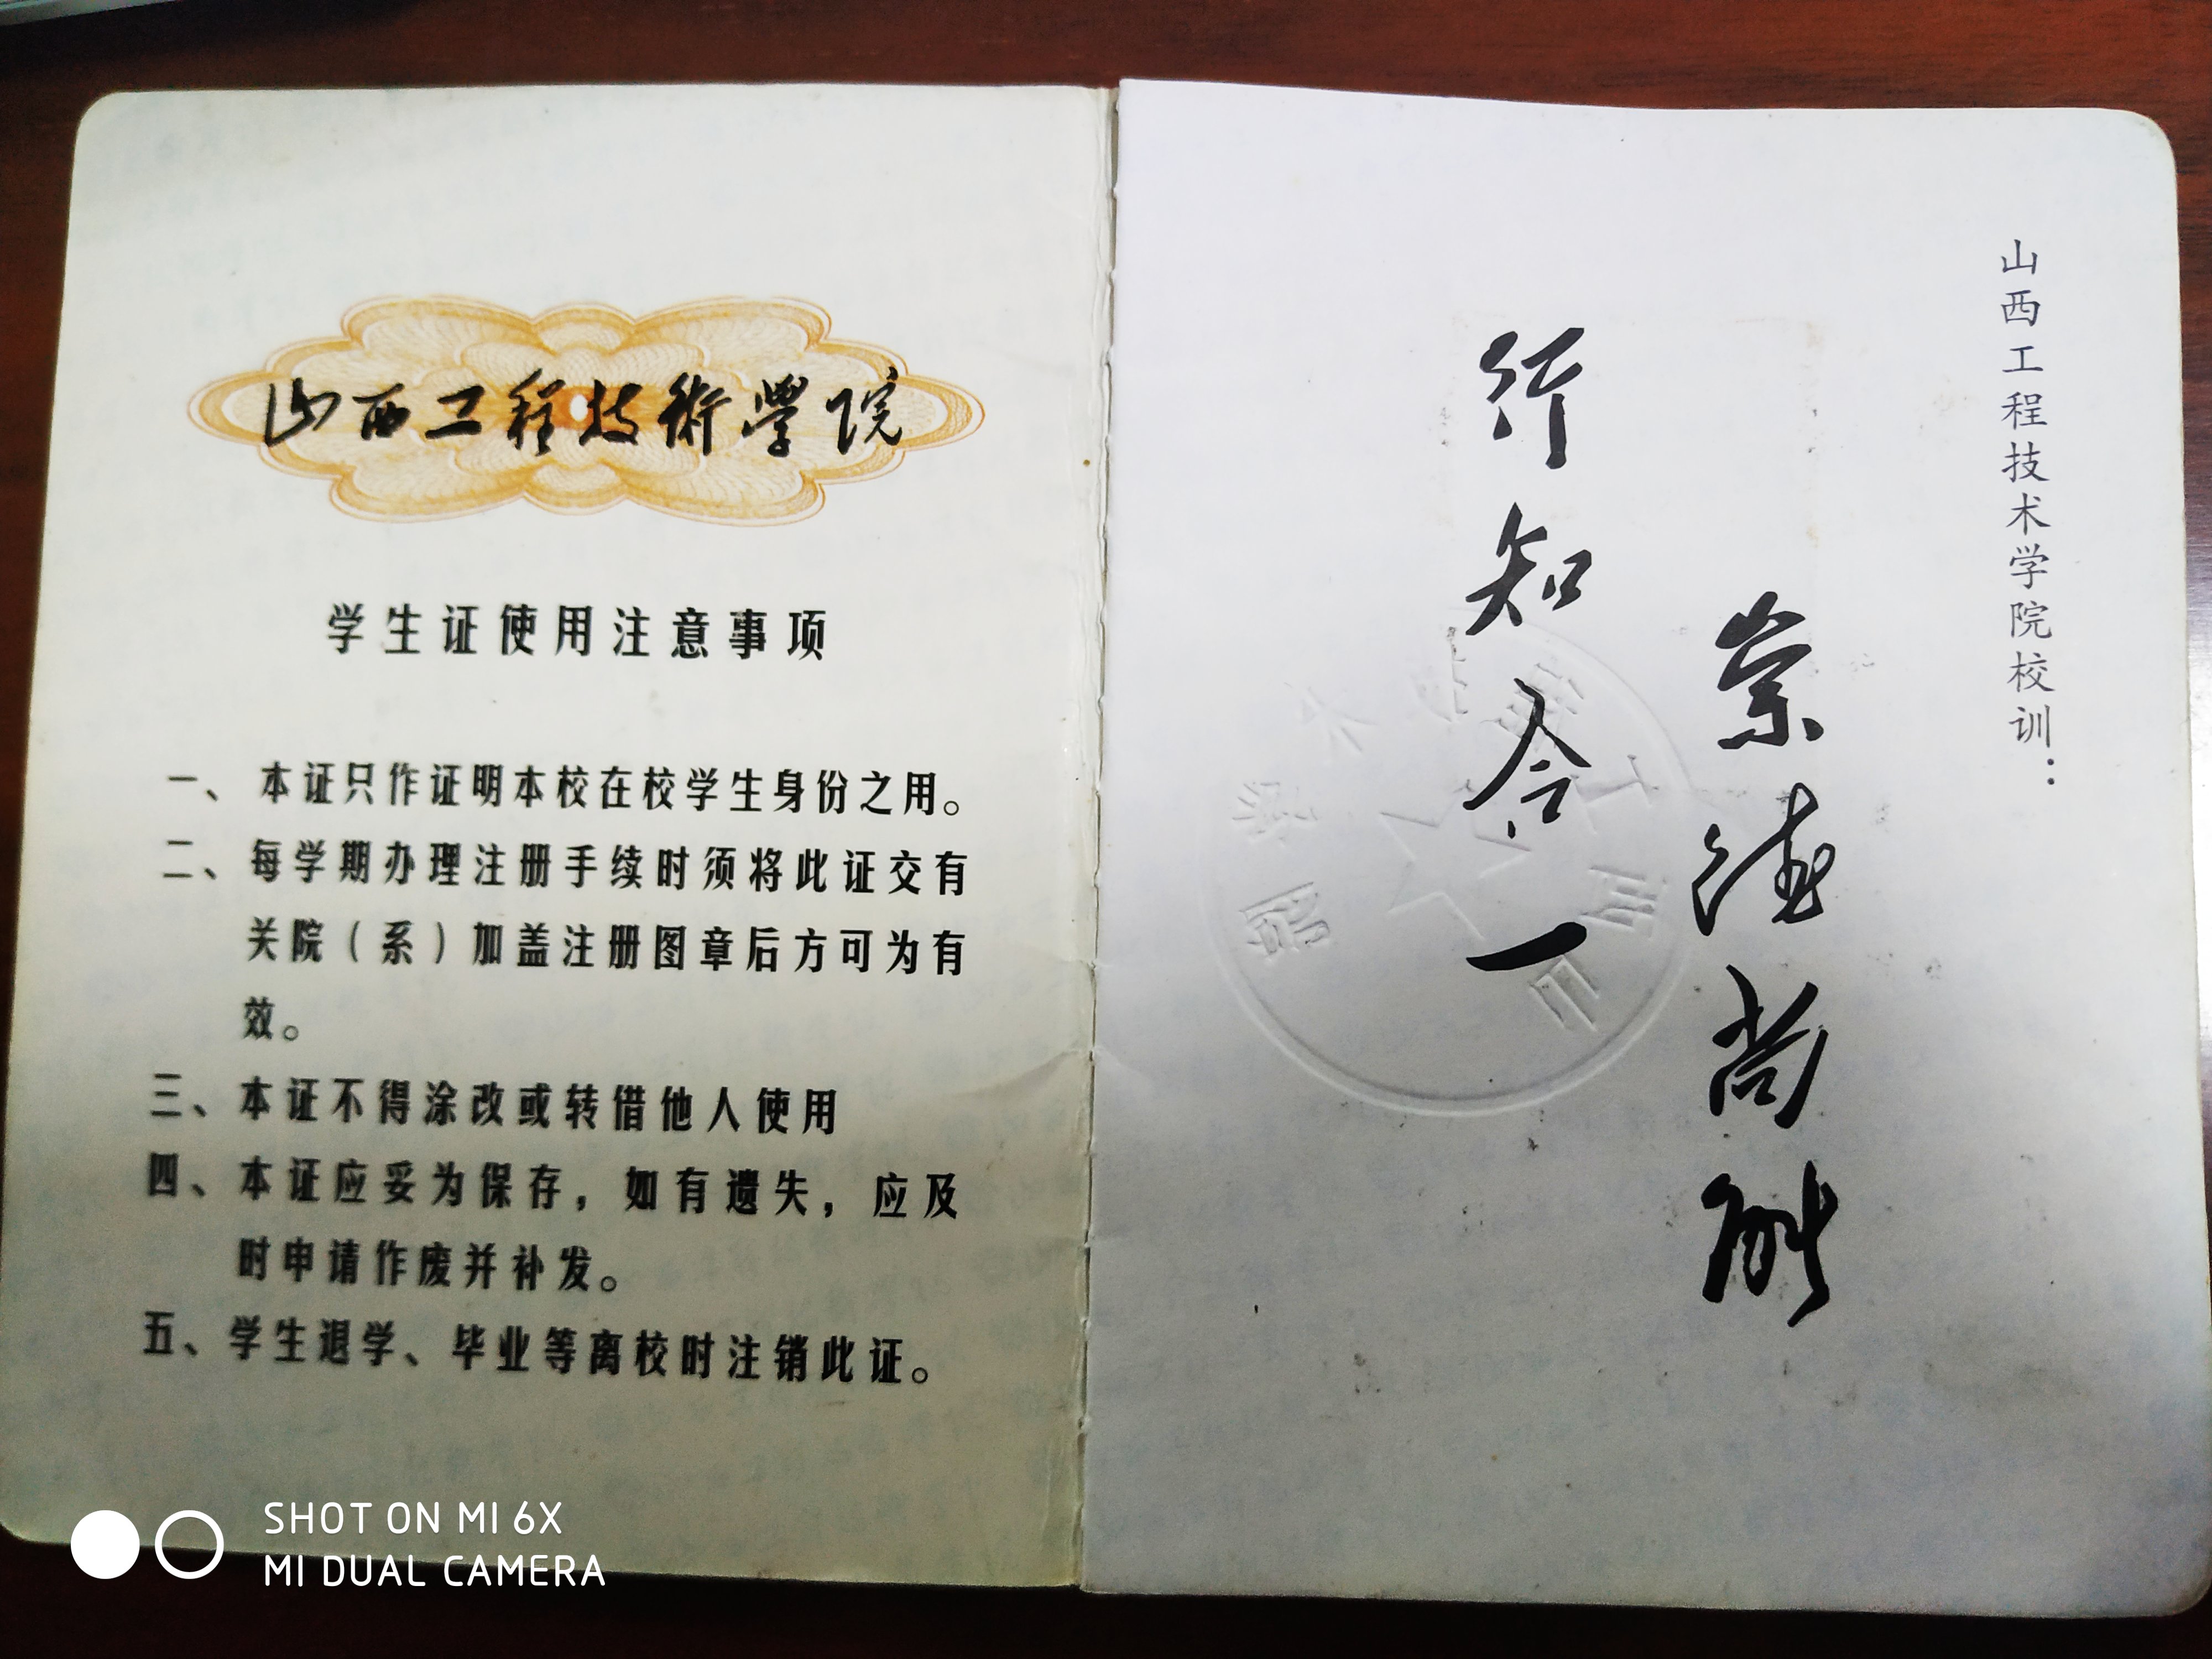 山西工程技術學院
学生证使用注意事项
一、本证只作证明本校在校学生身份之用。
二、每学期办理注册手续时须将此证交有
关院（系）加盖注册图章后方可为有
效。
三、本证不得涂改或转借他人使用
四、本证应妥为保存，如有遗失，应及
时申请作废并补发。
五、学生退学、毕业等离校时注销此证。
山西工程技术学院校训：
崇德尚能
行知合一
SHOT ON MI 6X
MI DUAL CAMERA